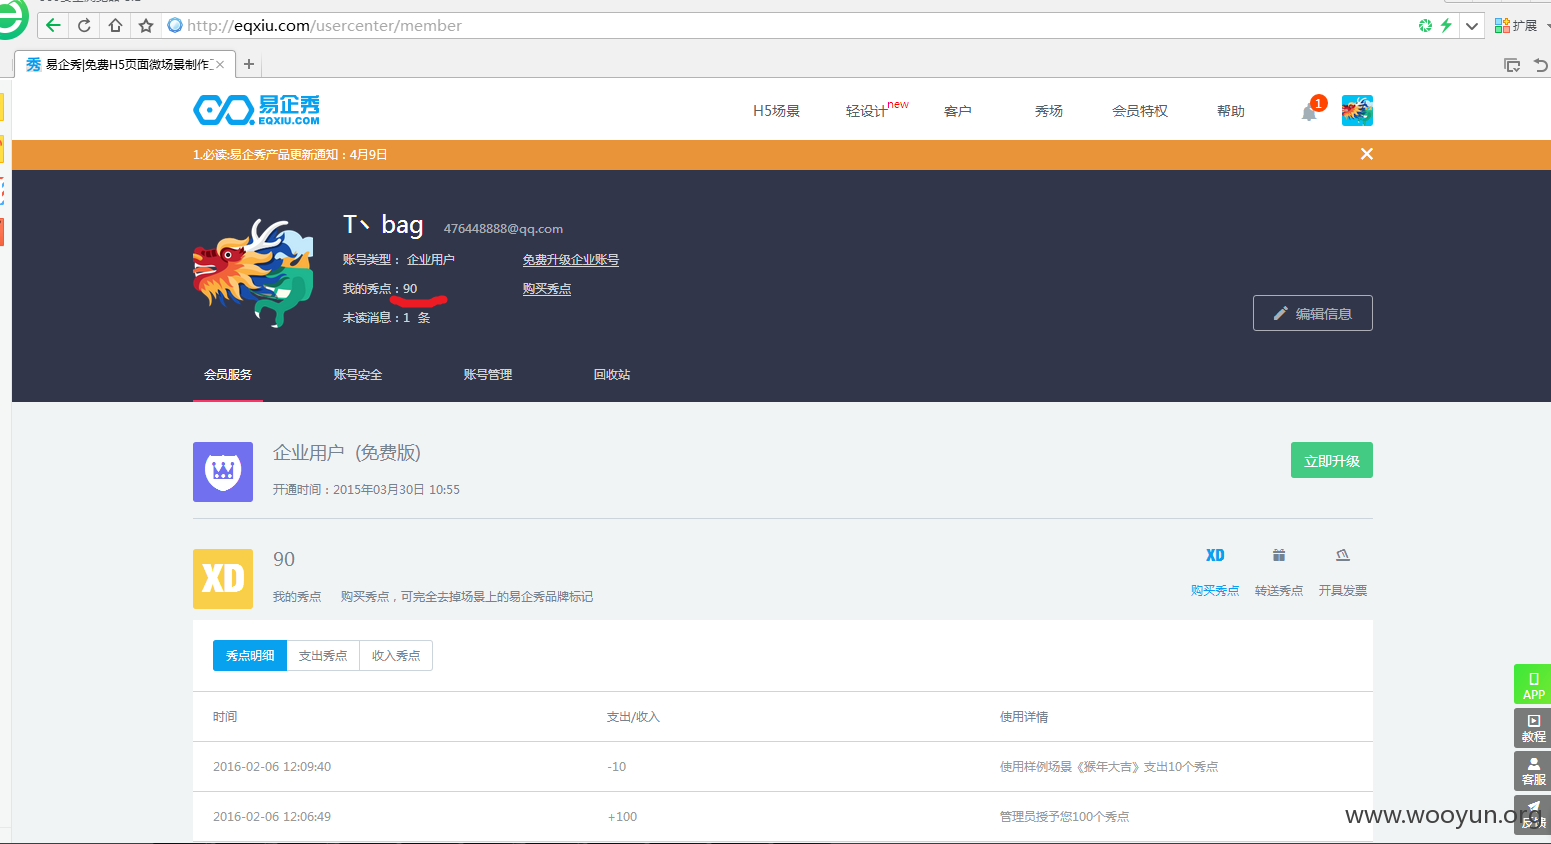 http://eqxiu.com/usercenter/member
扩展
秀 易企秀|免费H5页面微场景制作工
易企秀
EQXIU.COM
H5场景
轻设计new
客户
秀场
会员特权
帮助
1
1.必读:易企秀产品更新通知：4月9日
T丶 bag 476448888@qq.com
账号类型： 企业用户 免费升级企业账号
我的秀点：90 购买秀点
未读消息：1 条
编辑信息
会员服务 账号安全 账号管理 回收站
企业用户 (免费版)
开通时间：2015年03月30日 10:55
立即升级
XD
90
我的秀点 购买秀点，可完全去掉场景上的易企秀品牌标记
XD
购买秀点 转送秀点 开具发票
秀点明细 支出秀点 收入秀点
时间 支出/收入 使用详情
2016-02-06 12:09:40 -10 使用样例场景《猴年大吉》支出10个秀点
2016-02-06 12:06:49 +100 管理员授予您100个秀点
APP
教程
客服
反馈
www.wooyun.org